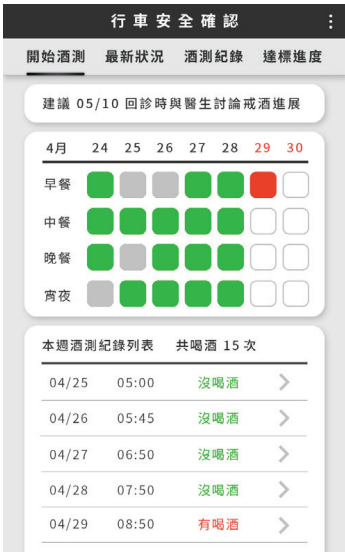 行車安全確認
開始酒測 最新狀況 酒測紀錄 達標進度
建議 05/10 回診時與醫生討論戒酒進展
4月 24 25 26 27 28 29 30
早餐
中餐
晚餐
宵夜
本週酒測紀錄列表 共喝酒 15 次
04/25 05:00 沒喝酒
04/26 05:45 沒喝酒
04/27 06:50 沒喝酒
04/28 07:50 沒喝酒
04/29 08:50 有喝酒